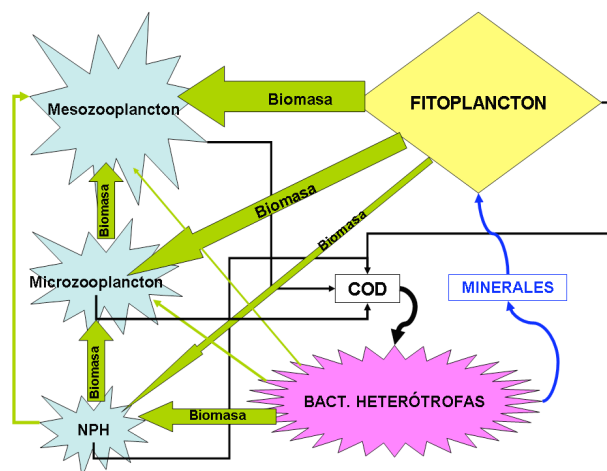 Biomasa
FITOPLANCTON
Mesozooplancton
Biomasa
Biomasa
Biomasa
Microzooplancton
COD
MINERALES
Biomasa
BACT. HETERÓTROFAS
Biomasa
NPH